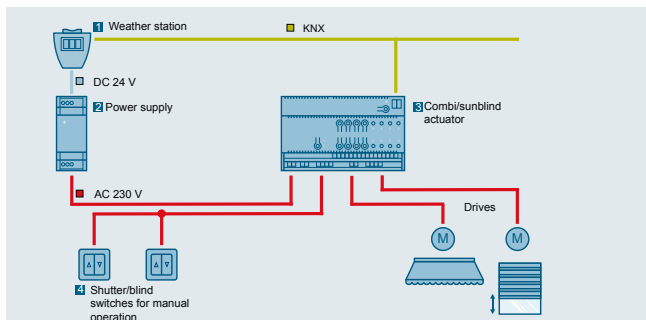 1 Weather station
KNX
DC 24 V
2 Power supply
3 Combi/sunblind
actuator
AC 230 V
Drives
M
M
4 Shutter/blind
switches for manual
operation